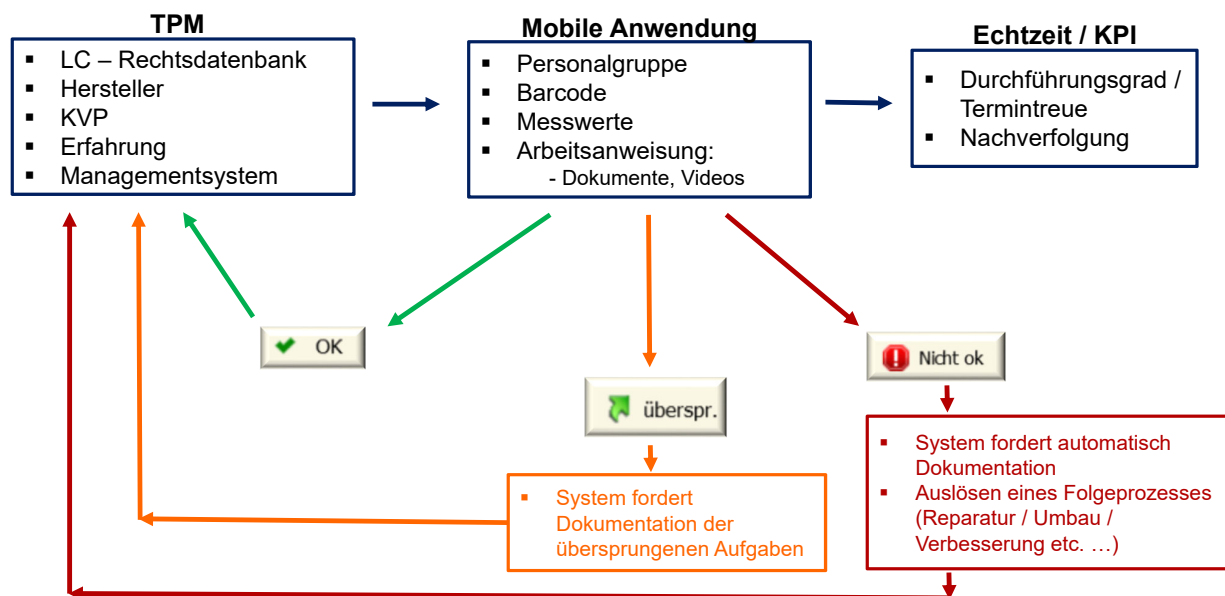 TPM
LC – Rechtsdatenbank
Hersteller
KVP
Erfahrung
Managementsystem
Mobile Anwendung
Personalgruppe
Barcode
Messwerte
Arbeitsanweisung:
- Dokumente, Videos
Echtzeit / KPI
Durchführungsgrad /
Termintreue
Nachverfolgung
OK
überspr.
Nicht ok
System fordert
Dokumentation der
übersprungenen Aufgaben
System fordert automatisch
Dokumentation
Auslösen eines Folgeprozesses
(Reparatur / Umbau /
Verbesserung etc. …)